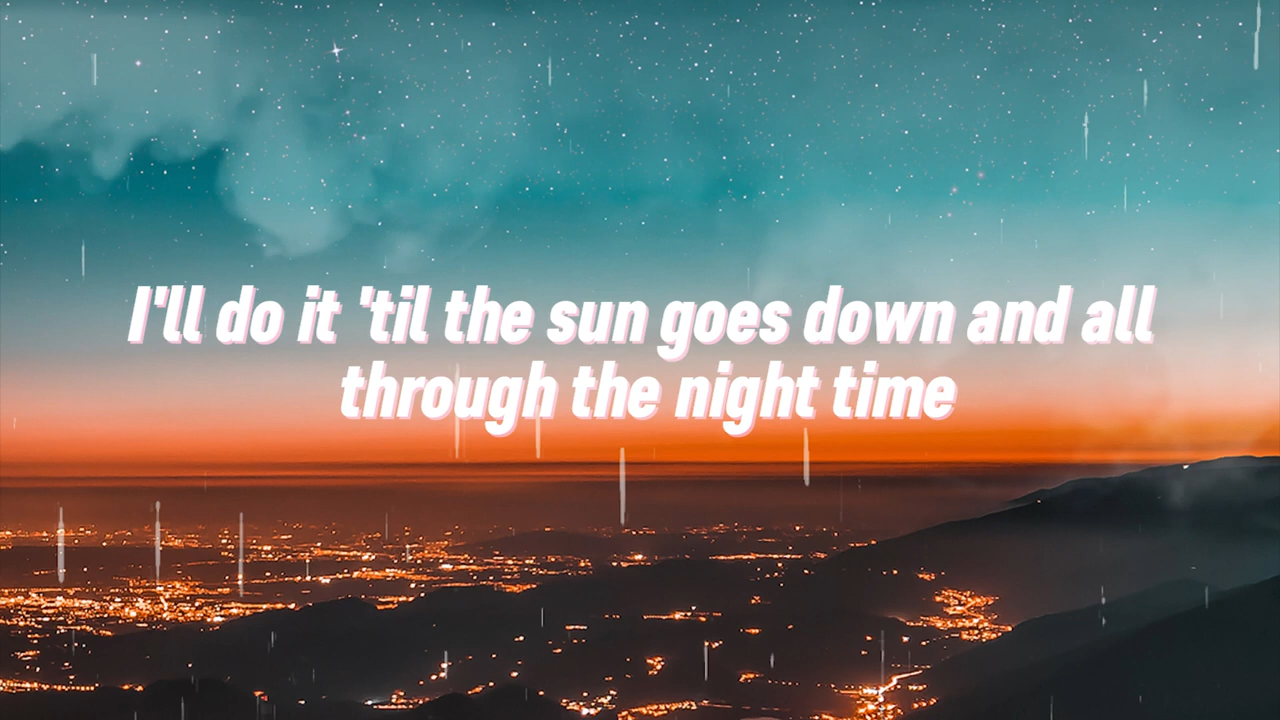 I'll do it 'til the sun goes down and all
through the night time